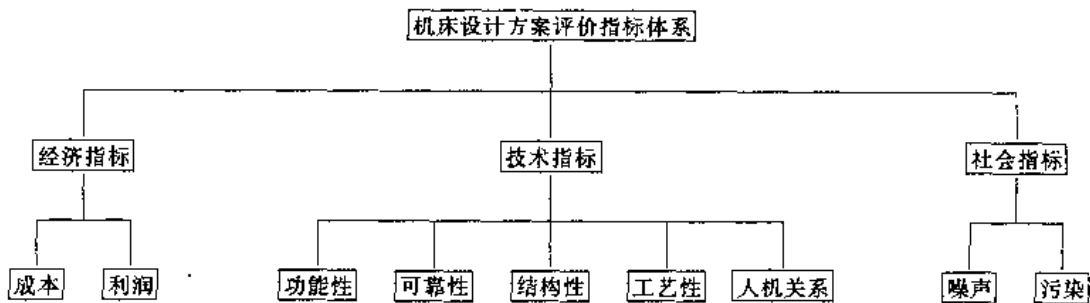 机床设计方案评价指标体系
经济指标
技术指标
社会指标
成本
利润
功能性
可靠性
结构性
工艺性
人机关系
噪声
污染